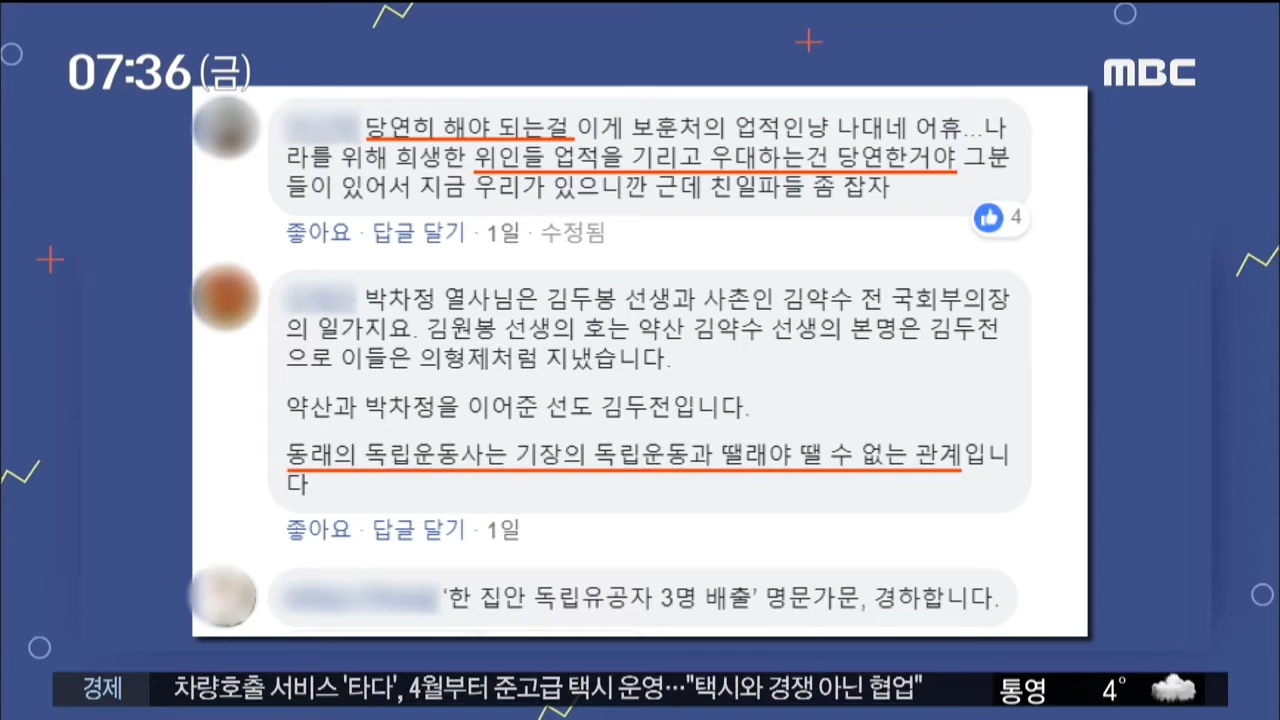 07:36(금)
MBC
당연히 해야 되는걸 이게 보훈처의 업적인냥 나대네 어휴...나
라를 위해 희생한 위인들 업적을 기리고 우대하는건 당연한거야 그분
들이 있어서 지금 우리가 있으니깐 근데 친일파들 좀 잡자
좋아요 · 답글 달기 · 1일 · 수정됨
4
박차정 열사님은 김두봉 선생과 사촌인 김약수 전 국회부의장
의 일가지요. 김원봉 선생의 호는 약산 김약수 선생의 본명은 김두전
으로 이들은 의형제처럼 지냈습니다.
약산과 박차정을 이어준 선도 김두전입니다.
동래의 독립운동사는 기장의 독립운동과 땔래야 땔 수 없는 관계입니
다
좋아요 · 답글 달기 · 1일
'한 집안 독립유공자 3명 배출' 명문가문, 경하합니다.
경제 차량호출 서비스 '타다', 4월부터 준고급 택시 운영…"택시와 경쟁 아닌 협업" 통영 4°